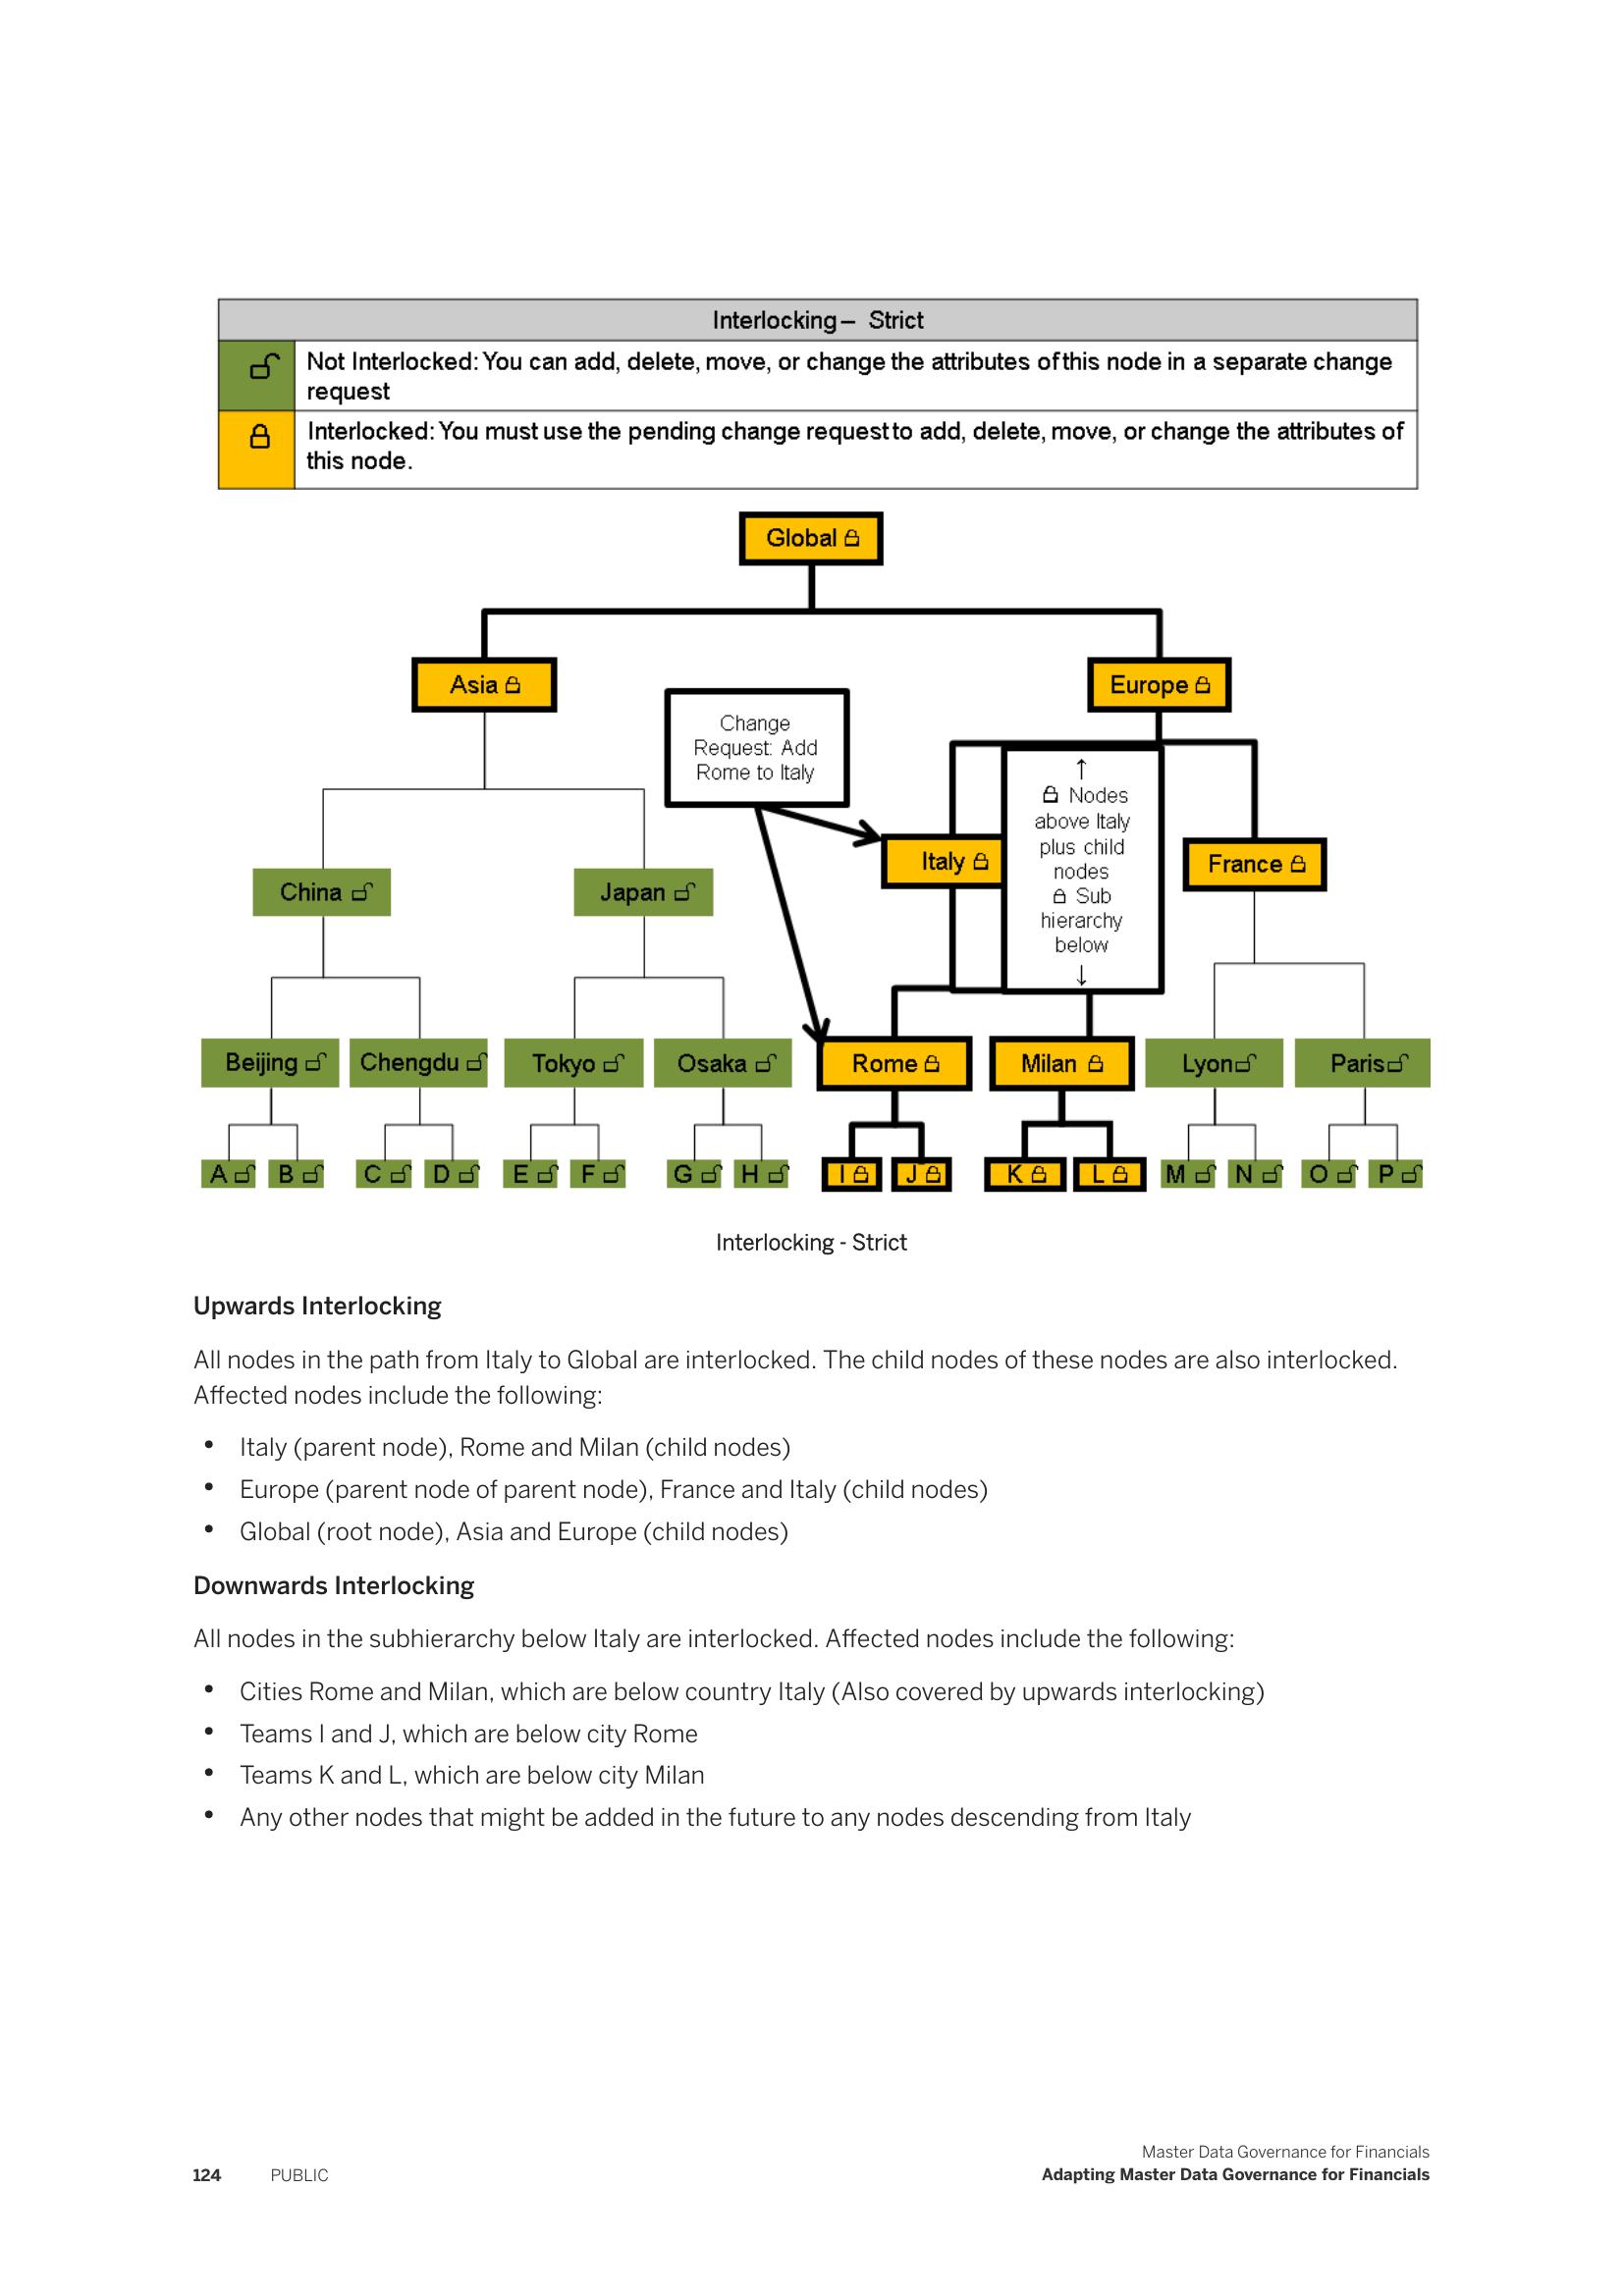 Interlocking – Strict
Not Interlocked: You can add, delete, move, or change the attributes of this node in a separate change
request
Interlocked: You must use the pending change request to add, delete, move, or change the attributes of
this node.
Global
Asia
Europe
Change
Request: Add
Rome to Italy
↑
Nodes
above Italy
plus child
nodes
Sub
hierarchy
below
↓
Italy
France
China
Japan
Beijing
Chengdu
Tokyo
Osaka
Rome
Milan
Lyon
Paris
A B C D E F G H I J K L M N O P
Interlocking - Strict
Upwards Interlocking
All nodes in the path from Italy to Global are interlocked. The child nodes of these nodes are also interlocked.
Affected nodes include the following:
• Italy (parent node), Rome and Milan (child nodes)
• Europe (parent node of parent node), France and Italy (child nodes)
• Global (root node), Asia and Europe (child nodes)
Downwards Interlocking
All nodes in the subhierarchy below Italy are interlocked. Affected nodes include the following:
• Cities Rome and Milan, which are below country Italy (Also covered by upwards interlocking)
• Teams I and J, which are below city Rome
• Teams K and L, which are below city Milan
• Any other nodes that might be added in the future to any nodes descending from Italy
Master Data Governance for Financials
124 PUBLIC Adapting Master Data Governance for Financials